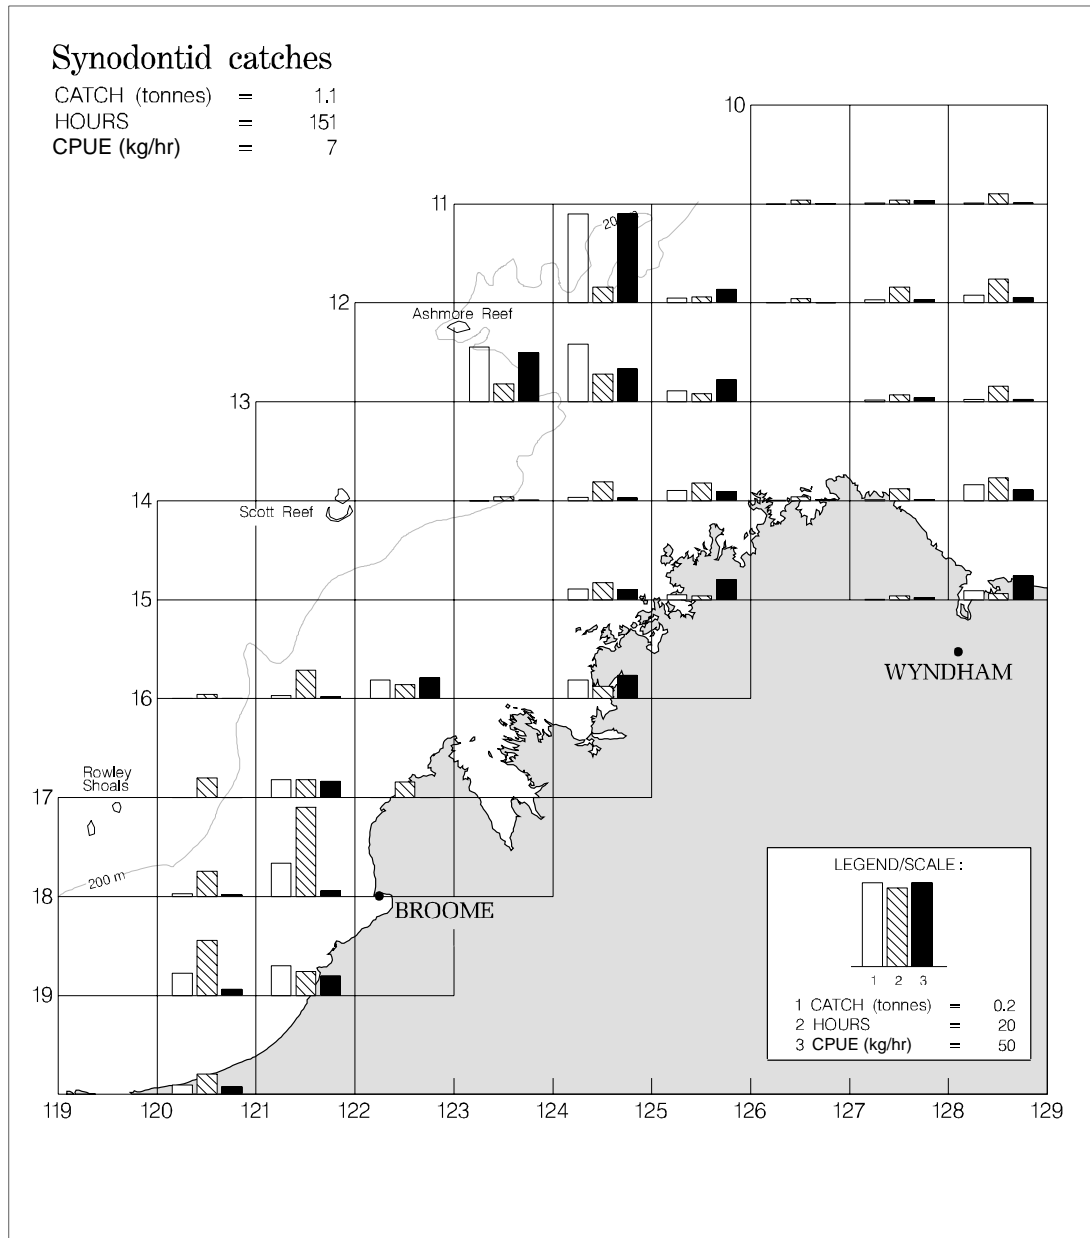 Synodontid catches
CATCH (tonnes) = 1.1
HOURS = 151
CPUE (kg/hr) = 7
10
11
200 m
12
Ashmore Reef
13
14
Scott Reef
15
WYNDHAM
16
Rowley
Shoals
17
200 m
18
BROOME
19
LEGEND/SCALE :
1 2 3
1 CATCH (tonnes) = 0.2
2 HOURS = 20
3 CPUE (kg/hr) = 50
119 120 121 122 123 124 125 126 127 128 129